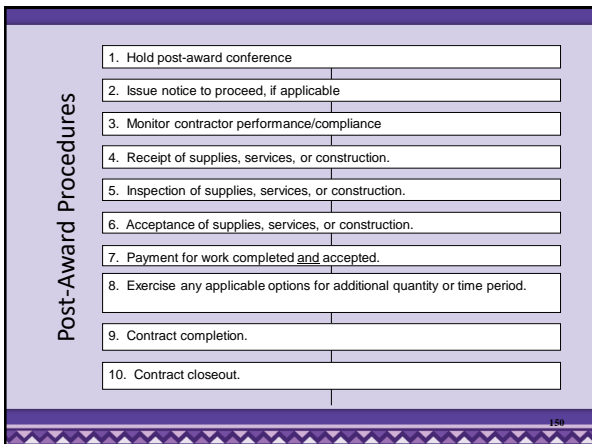 Post-Award Procedures
1. Hold post-award conference
2. Issue notice to proceed, if applicable
3. Monitor contractor performance/compliance
4. Receipt of supplies, services, or construction.
5. Inspection of supplies, services, or construction.
6. Acceptance of supplies, services, or construction.
7. Payment for work completed and accepted.
8. Exercise any applicable options for additional quantity or time period.
9. Contract completion.
10. Contract closeout.
150